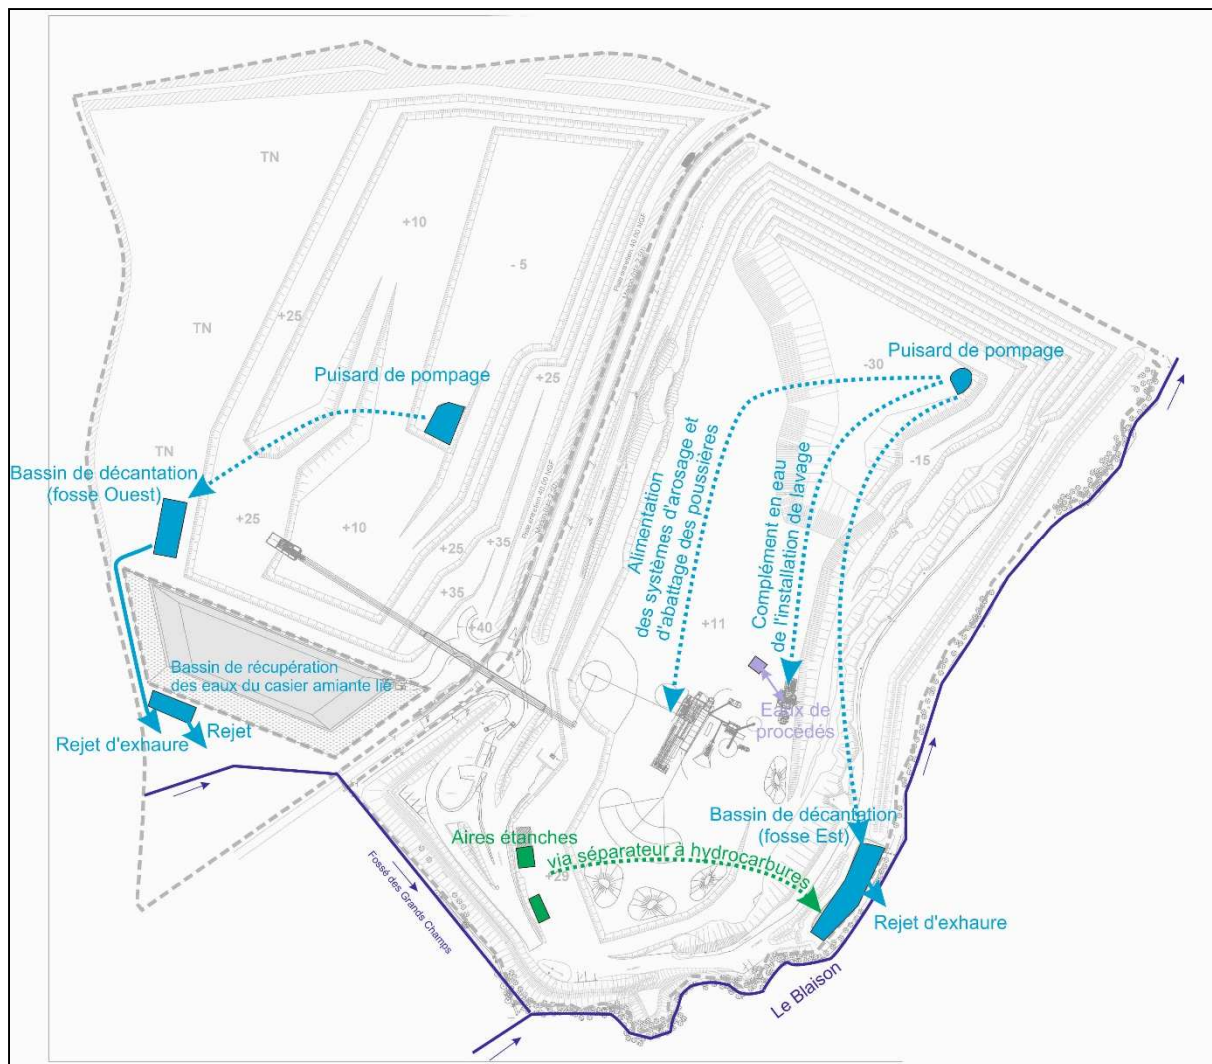 TN
+10
- 5
TN
+25
Puisard de pompage
+25
Puisard de pompage
-30
TN
Bassin de décantation
(fosse Ouest)
-15
Alimentation
des systèmes d'arosage et
d'abattage des poussières
Complément en eau
de l'installation de lavage
+25
+10
+35
+25
+35
+40
+11
Bassin de récupération
des eaux du casier amiante lié
Eaux de
procédés
Rejet
Rejet d'exhaure
Bassin de décantation
(fosse Est)
Aires étanches
via séparateur à hydrocarbures
+29
Fossé des Grands Champs
Rejet d'exhaure
Le Blaison